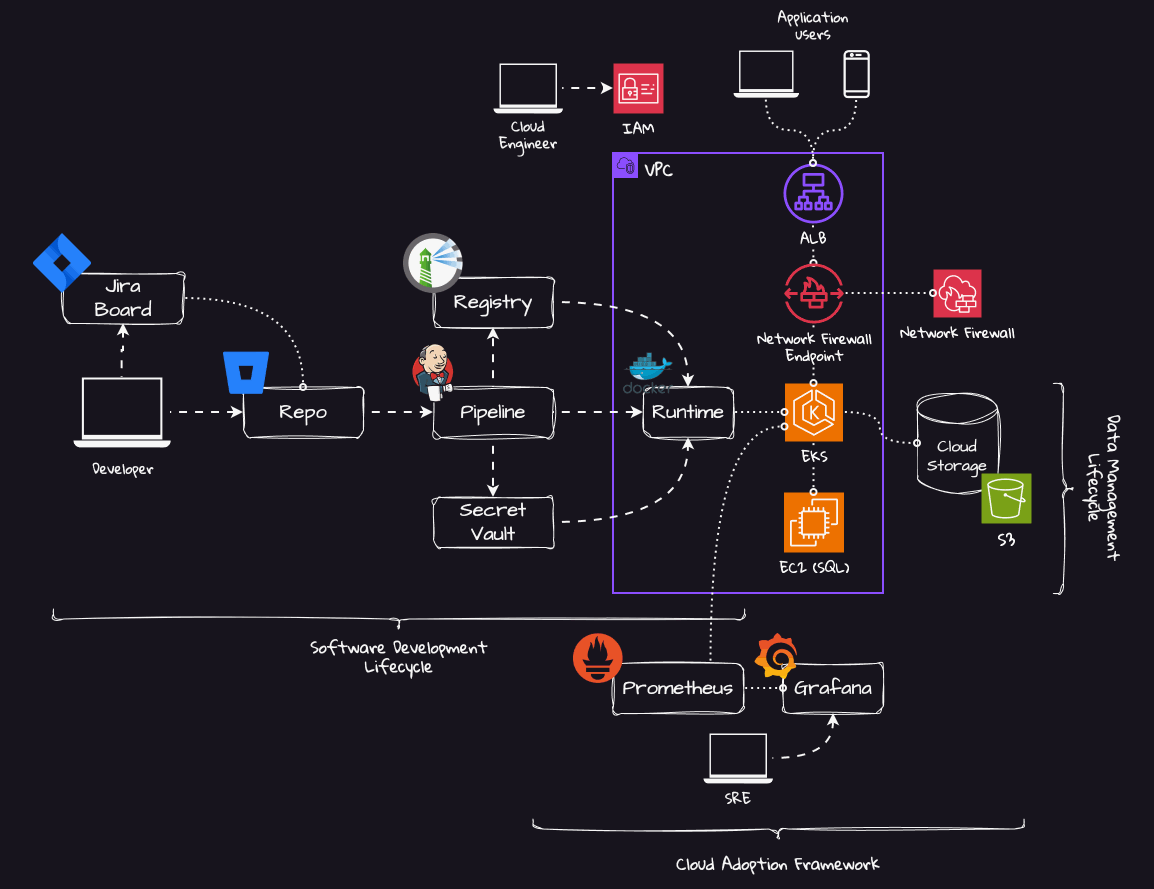 Application
users
Cloud
Engineer
IAM
VPC
ALB
Jira
Board
Registry
Network Firewall
Endpoint
Network Firewall
docker
Repo
Pipeline
Runtime
K
EKS
Cloud
Storage
Developer
Secret
Vault
S3
EC2 (SQL)
Data Management
Lifecycle
Software Development
Lifecycle
Prometheus
Grafana
SRE
Cloud Adoption Framework